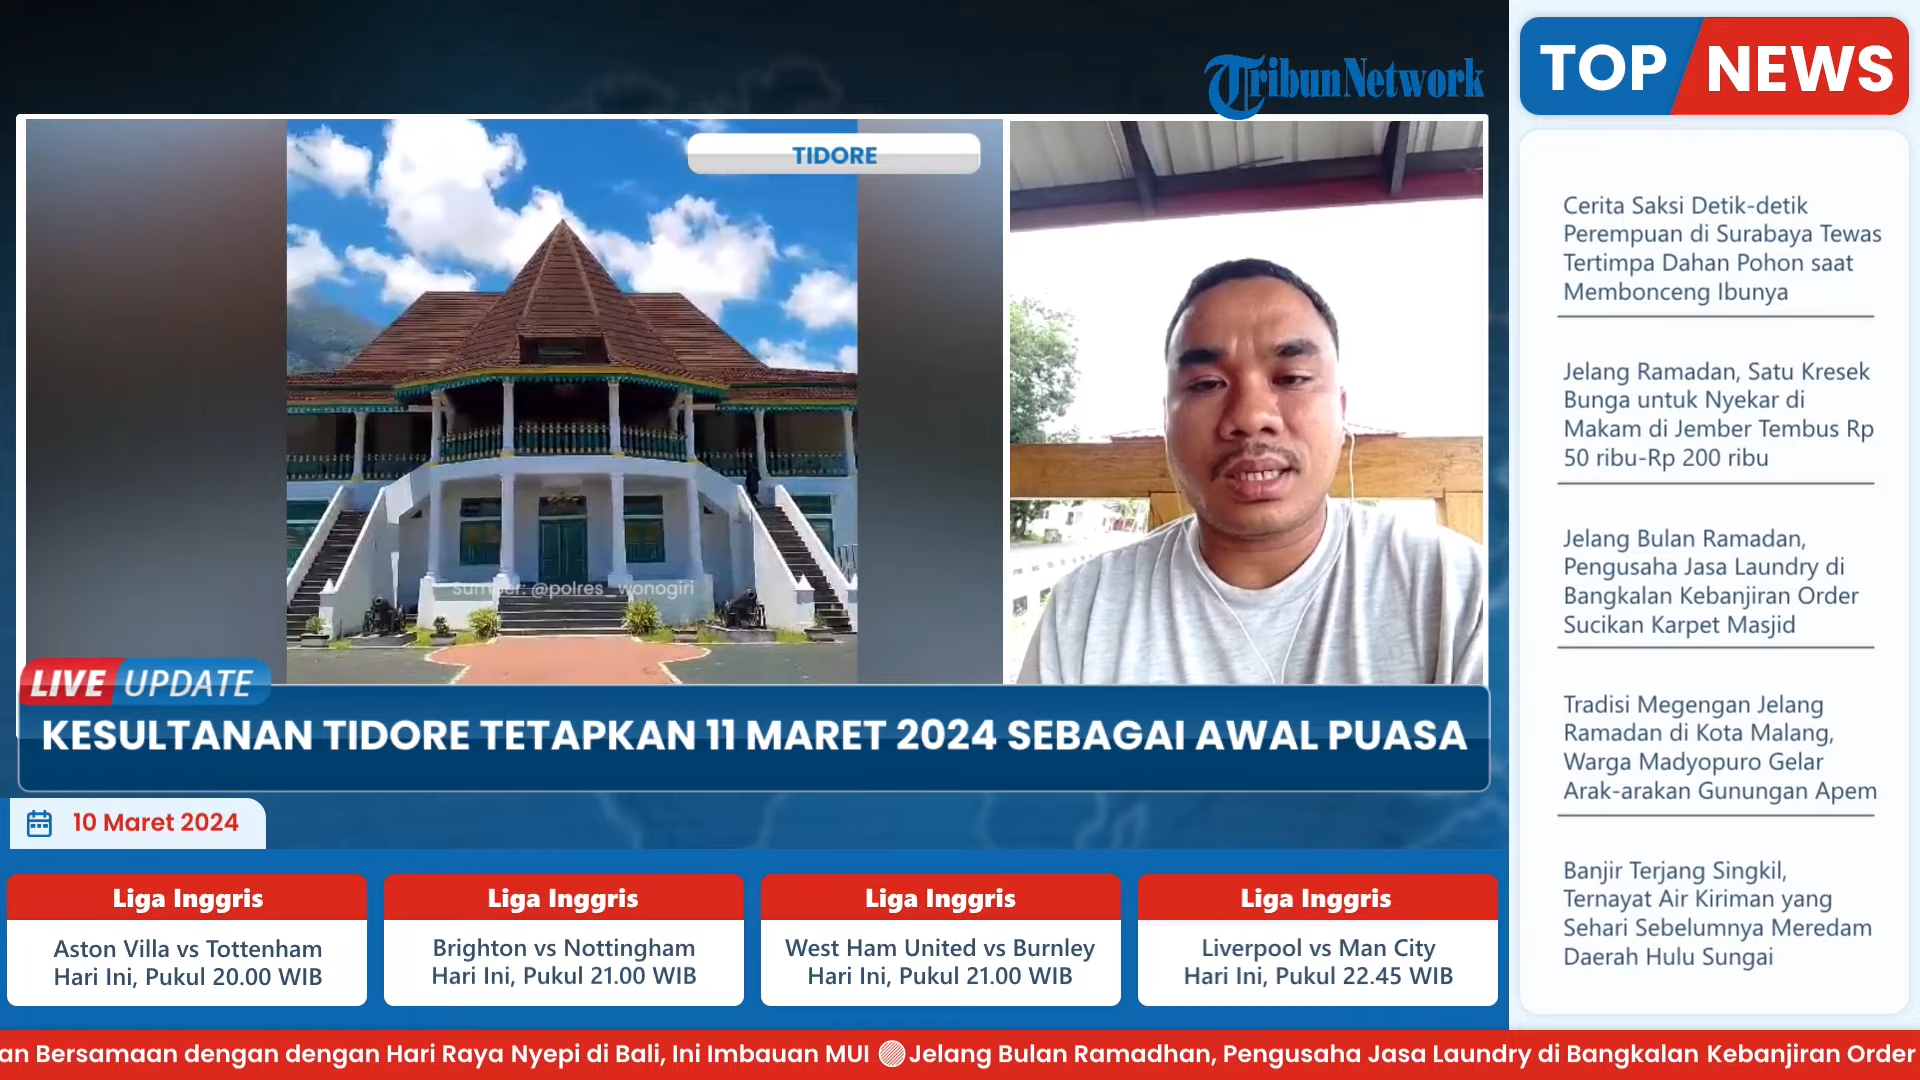 TribunNetwork
TOP NEWS
TIDORE
Sumber: @polres_wonogiri
LIVE UPDATE
KESULTANAN TIDORE TETAPKAN 11 MARET 2024 SEBAGAI AWAL PUASA
10 Maret 2024
Cerita Saksi Detik-detik
Perempuan di Surabaya Tewas
Tertimpa Dahan Pohon saat
Membonceng Ibunya
Jelang Ramadan, Satu Kresek
Bunga untuk Nyekar di
Makam di Jember Tembus Rp
50 ribu-Rp 200 ribu
Jelang Bulan Ramadan,
Pengusaha Jasa Laundry di
Bangkalan Kebanjiran Order
Sucikan Karpet Masjid
Tradisi Megengan Jelang
Ramadan di Kota Malang,
Warga Madyopuro Gelar
Arak-arakan Gunungan Apem
Banjir Terjang Singkil,
Ternayat Air Kiriman yang
Sehari Sebelumnya Meredam
Daerah Hulu Sungai
Liga Inggris
Aston Villa vs Tottenham
Hari Ini, Pukul 20.00 WIB
Liga Inggris
Brighton vs Nottingham
Hari Ini, Pukul 21.00 WIB
Liga Inggris
West Ham United vs Burnley
Hari Ini, Pukul 21.00 WIB
Liga Inggris
Liverpool vs Man City
Hari Ini, Pukul 22.45 WIB
an Bersamaan dengan dengan Hari Raya Nyepi di Bali, Ini Imbauan MUI Jelang Bulan Ramadhan, Pengusaha Jasa Laundry di Bangkalan Kebanjiran Order